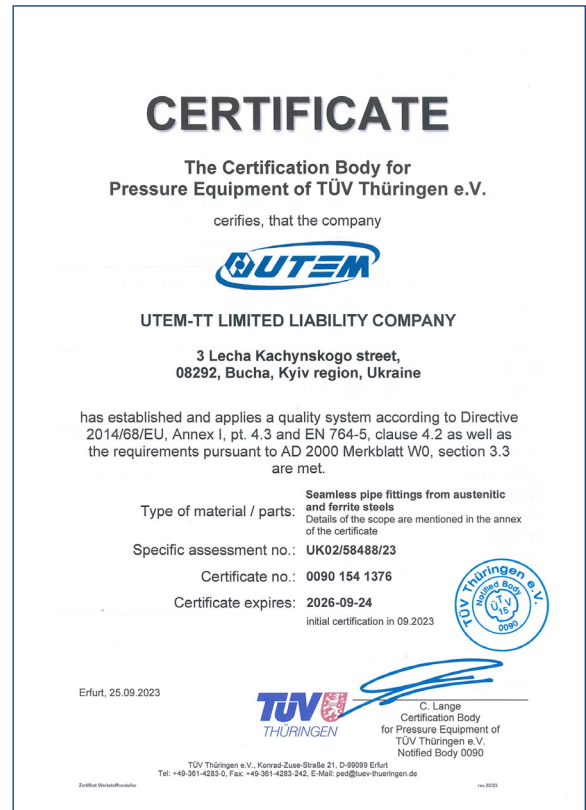 CERTIFICATE
The Certification Body for
Pressure Equipment of TÜV Thüringen e.V.
cerifies, that the company
UTEM
UTEM-TT LIMITED LIABILITY COMPANY
3 Lecha Kachynskogo street,
08292, Bucha, Kyiv region, Ukraine
has established and applies a quality system according to Directive
2014/68/EU, Annex I, pt. 4.3 and EN 764-5, clause 4.2 as well as
the requirements pursuant to AD 2000 Merkblatt W0, section 3.3
are met.
Type of material / parts:
Seamless pipe fittings from austenitic
and ferrite steels
Details of the scope are mentioned in the annex
of the certificate
Specific assessment no.: UK02/58488/23
Certificate no.: 0090 154 1376
Certificate expires: 2026-09-24
initial certification in 09.2023
TÜV Thüringen e.V.
Notified Body
TÜV
15
0090
Erfurt, 25.09.2023
TÜV
THÜRINGEN
C. Lange
Certification Body
for Pressure Equipment of
TÜV Thüringen e.V.
Notified Body 0090
TÜV Thüringen e.V., Konrad-Zuse-Straße 21, D-99099 Erfurt
Tel: +49-361-4283-0, Fax: +49-361-4283-242, E-Mail: ped@tuev-thueringen.de
Zertifikat Werkstoffhersteller
rev.03/23